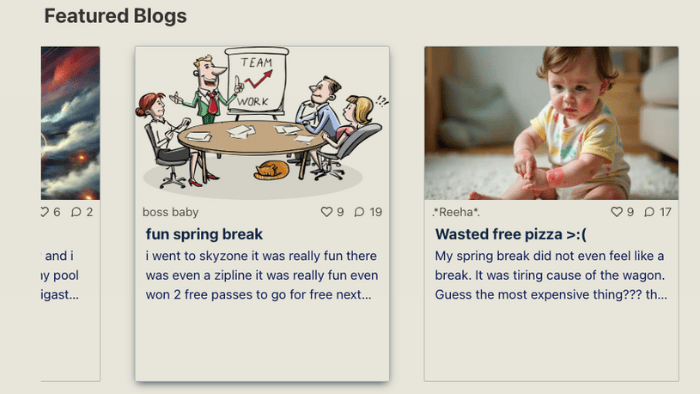 Featured Blogs
TEAM
WORK
!?!
6 2
and i
pool
igast...
boss baby 9 19
fun spring break
i went to skyzone it was really fun there
was even a zipline it was really fun even
won 2 free passes to go for free next...
.*Reeha*. 9 17
Wasted free pizza >:(
My spring break did not even feel like a
break. It was tiring cause of the wagon.
Guess the most expensive thing??? th...